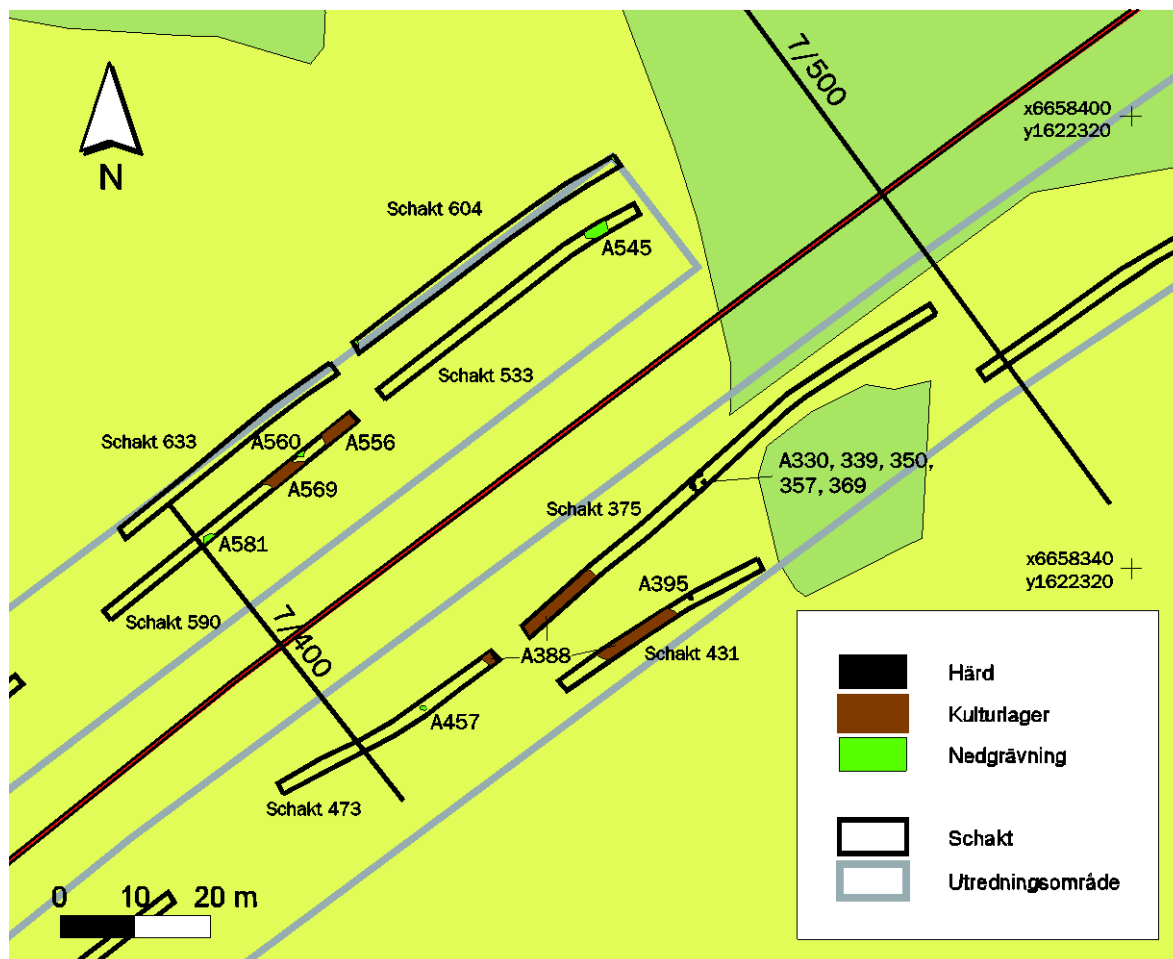 7/500
x6658400
y1622320
N
Schakt 604
A545
Schakt 533
Schakt 633
A560
A556
A569
A330, 339, 350,
357, 369
Schakt 375
A581
x6658340
y1622320
A395
Schakt 590
7/400
A388
Schakt 431
A457
Schakt 473
Härd
Kulturlager
Nedgrävning
Schakt
Utredningsområde
0 10 20 m